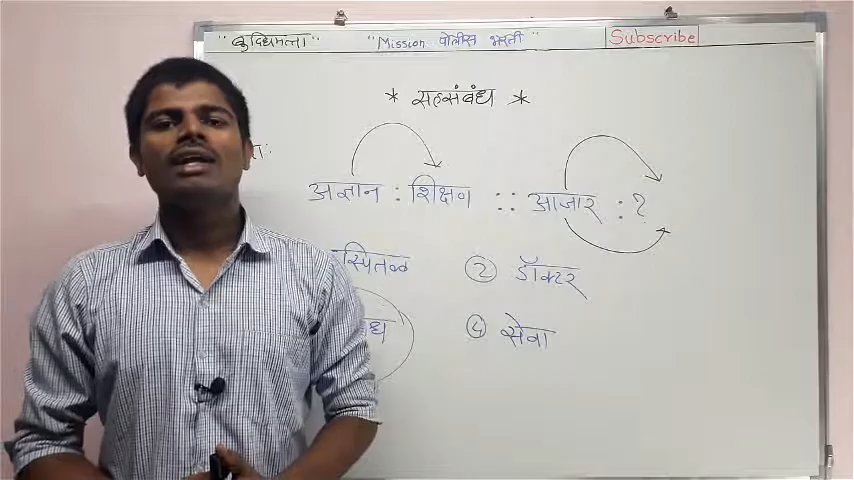 "बुद्धिमत्ता" "Mission पोलीस भरती" Subscribe
* सहसंबंध *
अज्ञान : शिक्षण :: आजार : ?
② डॉक्टर
④ सेवा